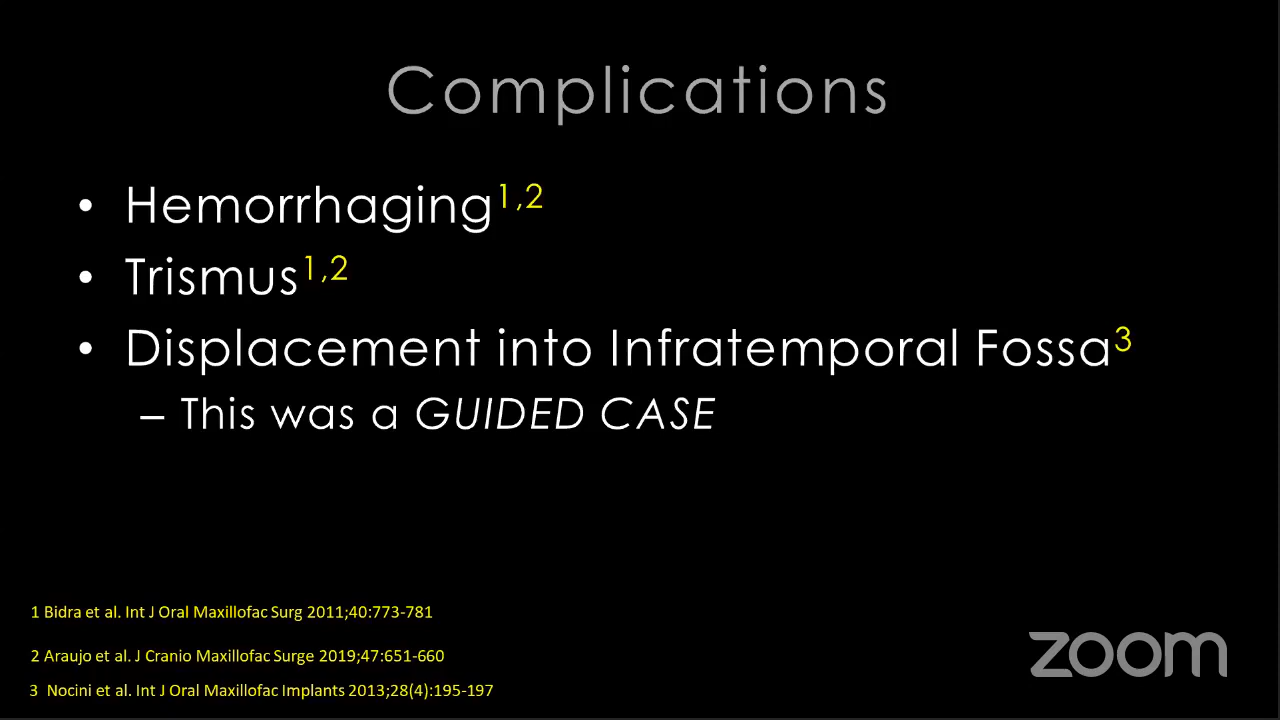 Complications
• Hemorrhaging1,2
• Trismus1,2
• Displacement into Infratemporal Fossa3
– This was a GUIDED CASE
1 Bidra et al. Int J Oral Maxillofac Surg 2011;40:773-781
2 Araujo et al. J Cranio Maxillofac Surge 2019;47:651-660
3 Nocini et al. Int J Oral Maxillofac Implants 2013;28(4):195-197
zoom